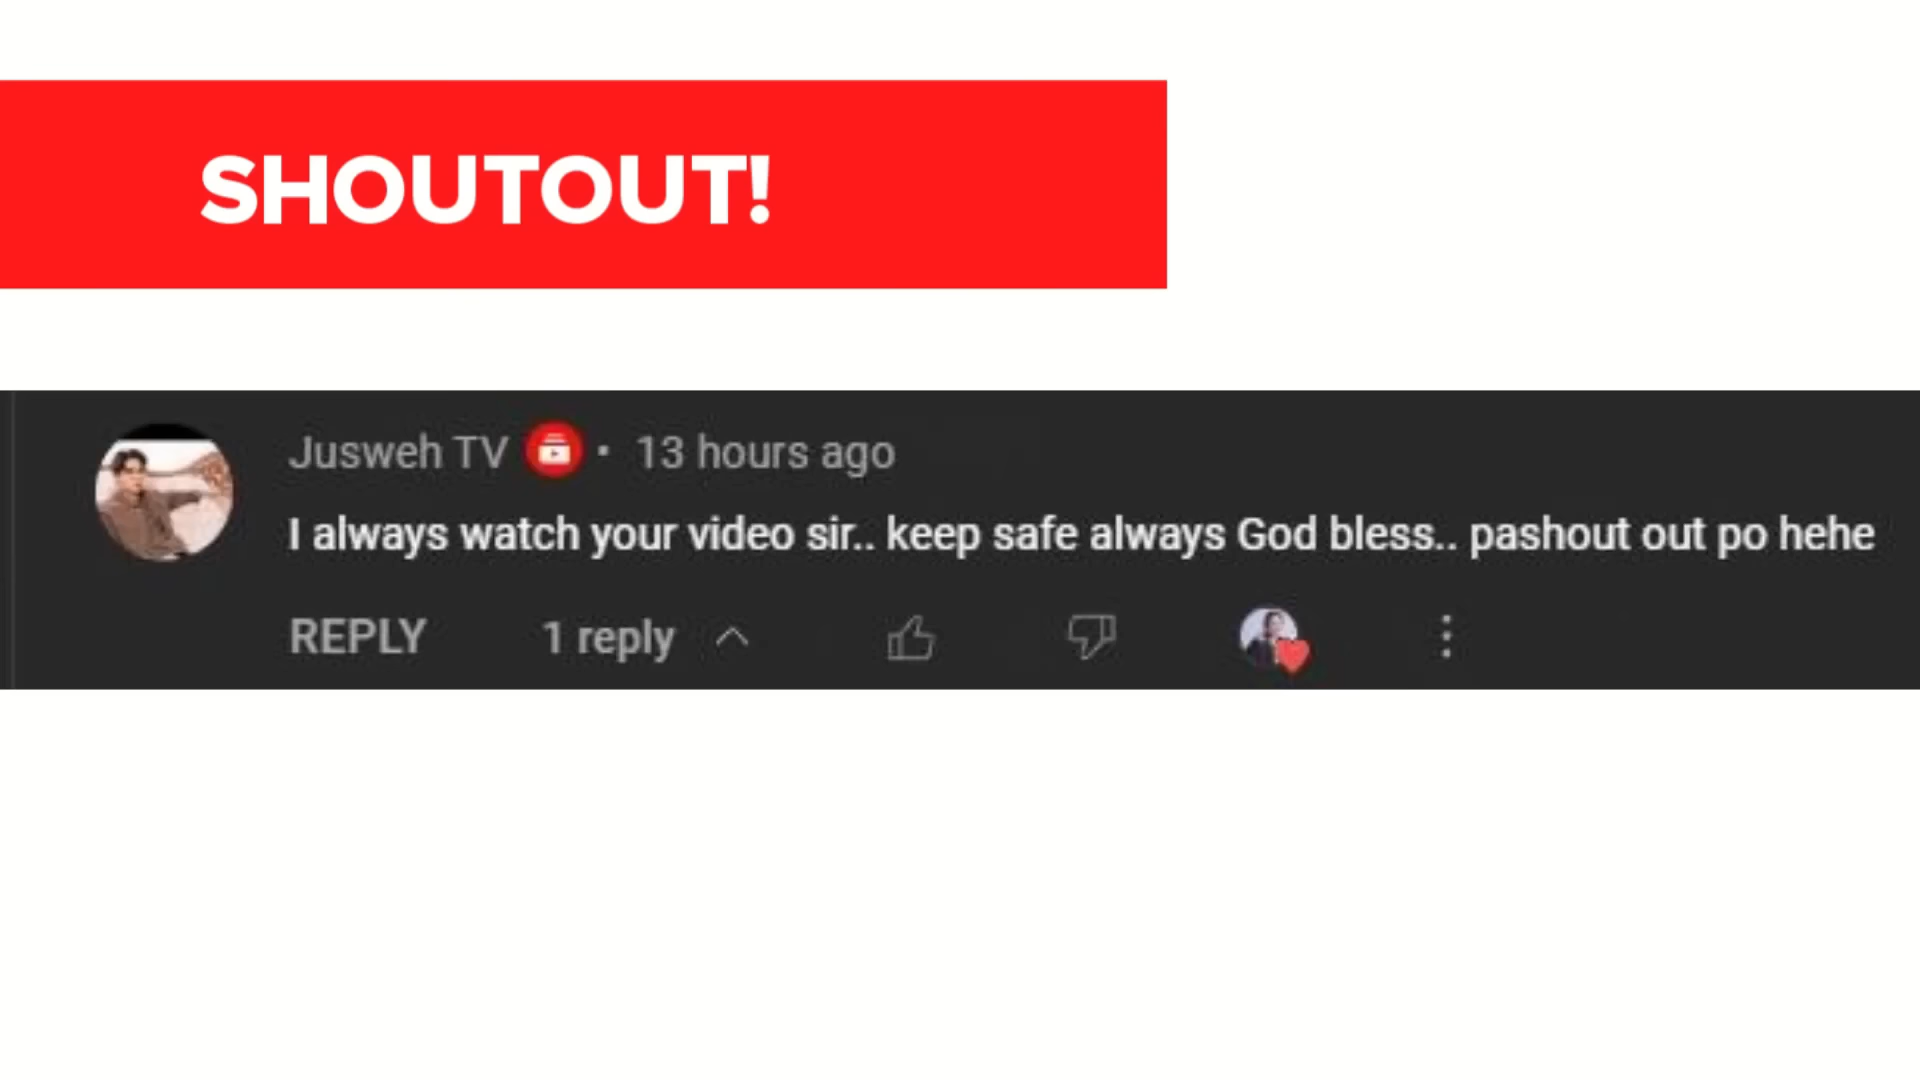 SHOUTOUT!
Jusweh TV • 13 hours ago
I always watch your video sir.. keep safe always God bless.. pashout out po hehe
REPLY 1 reply